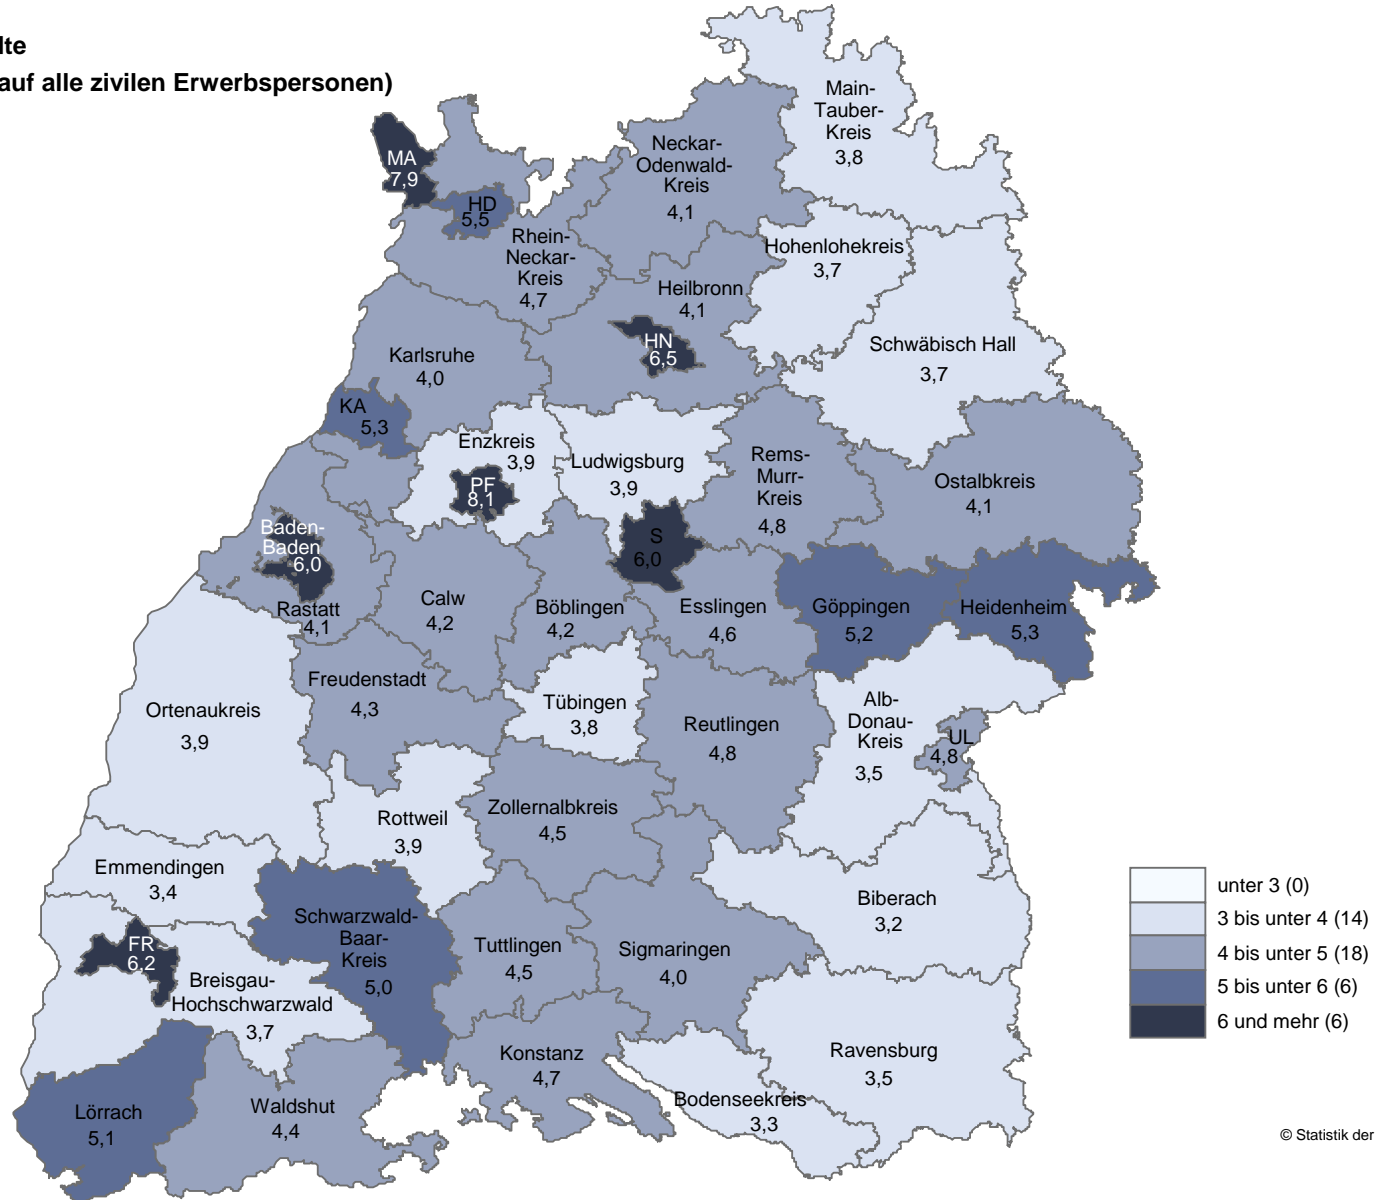 lte
auf alle zivilen Erwerbspersonen)
Main-
Tauber-
Kreis
3,8
MA
7,9
Neckar-
Odenwald-
Kreis
4,1
HD
5,5
Rhein-
Neckar-
Kreis
4,7
Hohenlohekreis
3,7
Heilbronn
4,1
HN
6,5
Schwäbisch Hall
3,7
Karlsruhe
4,0
KA
5,3
Enzkreis
3,9
PF
8,1
Ludwigsburg
3,9
Rems-
Murr-
Kreis
4,8
Ostalbkreis
4,1
Baden-
Baden
6,0
S
6,0
Rastatt
4,1
Calw
4,2
Böblingen
4,2
Esslingen
4,6
Göppingen
5,2
Heidenheim
5,3
Freudenstadt
4,3
Ortenaukreis
3,9
Tübingen
3,8
Reutlingen
4,8
Alb-
Donau-
Kreis
3,5
UL
4,8
Rottweil
3,9
Zollernalbkreis
4,5
Emmendingen
3,4
Biberach
3,2
Schwarzwald-
Baar-
Kreis
5,0
Tuttlingen
4,5
Sigmaringen
4,0
FR
6,2
Breisgau-
Hochschwarzwald
3,7
Konstanz
4,7
Ravensburg
3,5
Bodenseekreis
3,3
Lörrach
5,1
Waldshut
4,4
unter 3 (0)
3 bis unter 4 (14)
4 bis unter 5 (18)
5 bis unter 6 (6)
6 und mehr (6)
© Statistik der